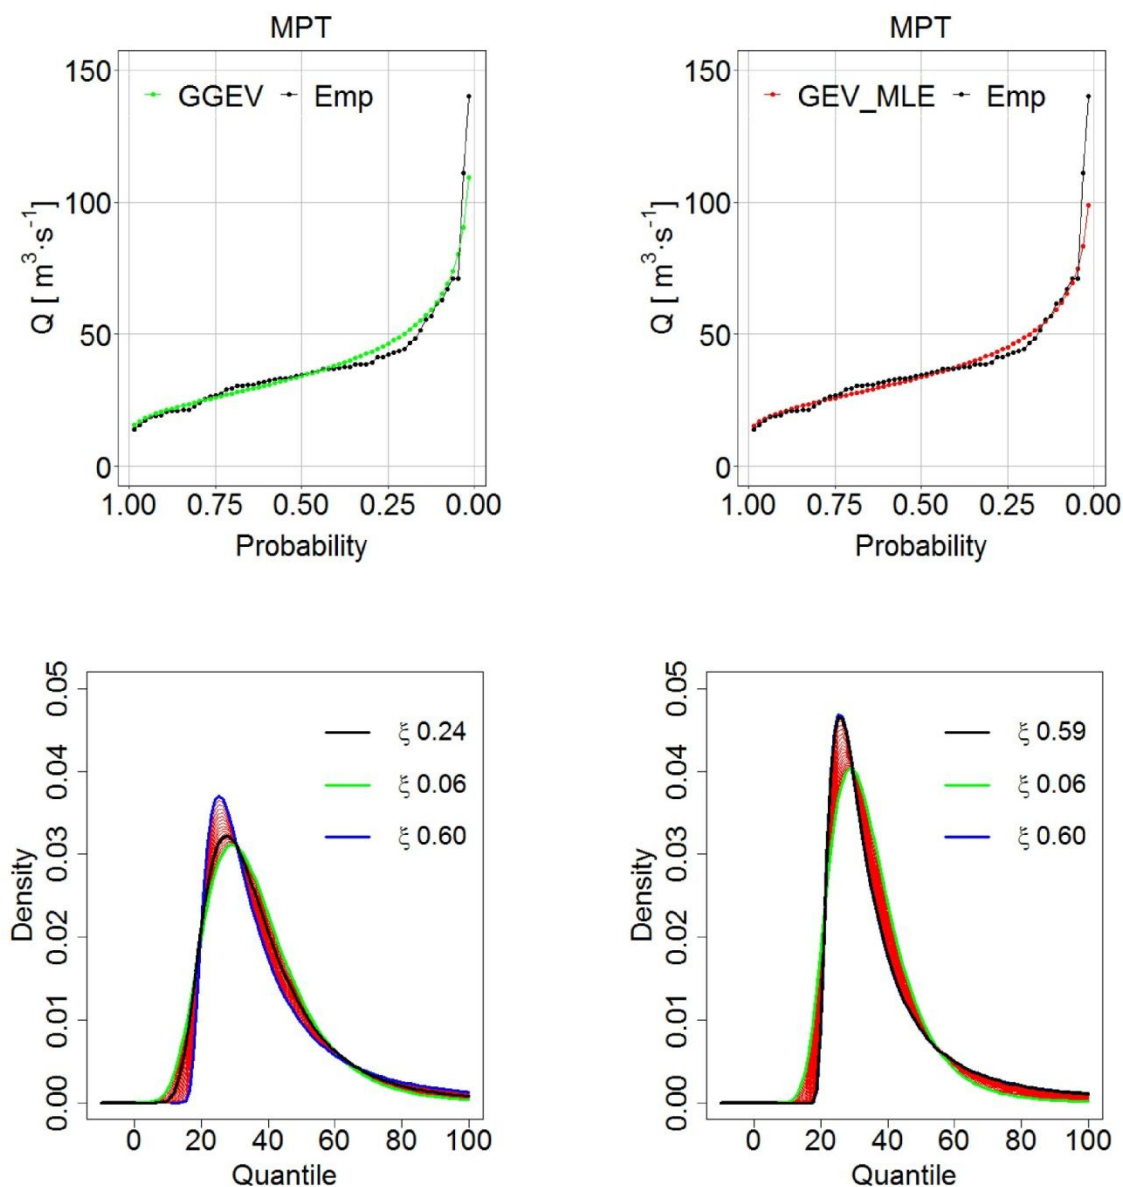 MPT
GGEV Emp
Q [ m³·s⁻¹]
150
100
50
0
1.00 0.75 0.50 0.25 0.00
Probability
MPT
GEV_MLE Emp
Q [ m³·s⁻¹]
150
100
50
0
1.00 0.75 0.50 0.25 0.00
Probability
ξ 0.24
ξ 0.06
ξ 0.60
Density
0.05
0.04
0.03
0.02
0.01
0.00
0 20 40 60 80 100
Quantile
ξ 0.59
ξ 0.06
ξ 0.60
Density
0.05
0.04
0.03
0.02
0.01
0.00
0 20 40 60 80 100
Quantile